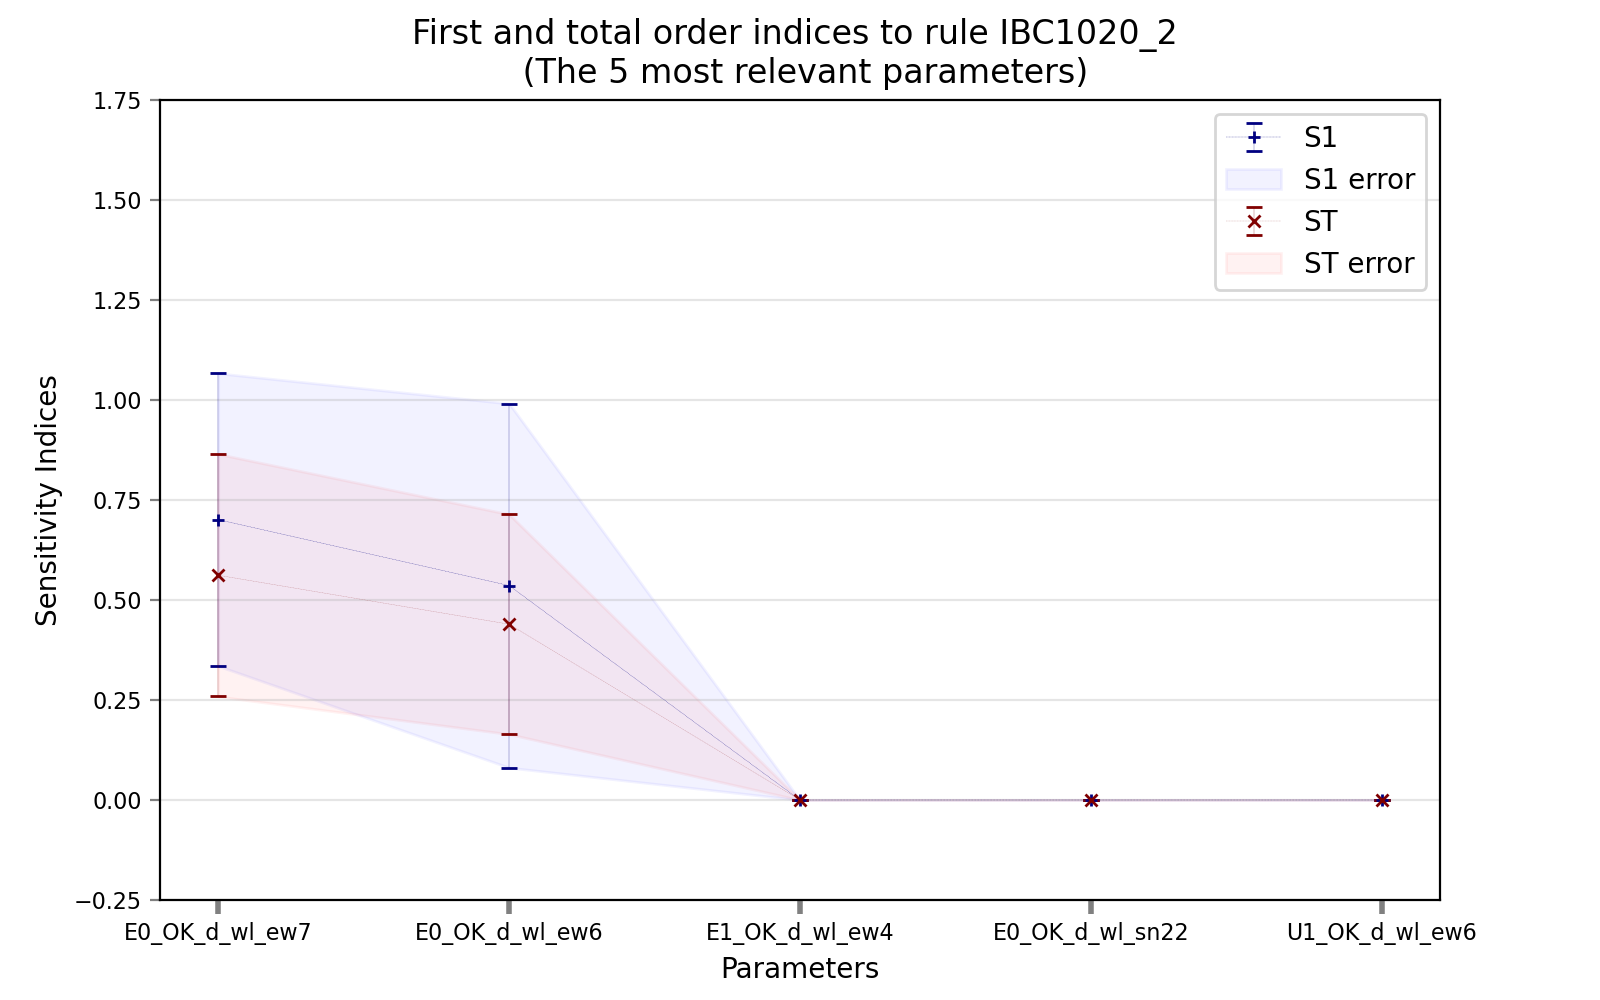 First and total order indices to rule IBC1020_2
(The 5 most relevant parameters)
1.75
1.50
1.25
1.00
0.75
0.50
0.25
0.00
−0.25
Sensitivity Indices
S1
S1 error
ST
ST error
E0_OK_d_wl_ew7
E0_OK_d_wl_ew6
E1_OK_d_wl_ew4
E0_OK_d_wl_sn22
U1_OK_d_wl_ew6
Parameters